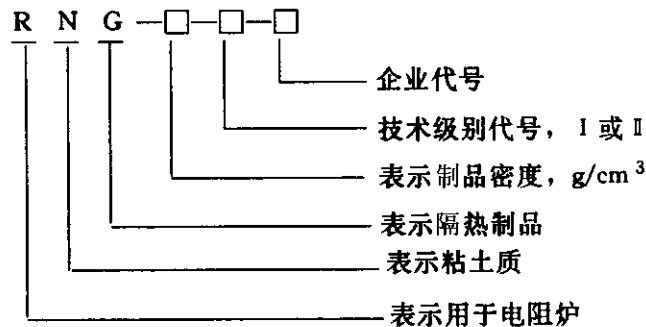 R N G-□-□-□
企业代号
技术级别代号，Ⅰ或Ⅱ
表示制品密度，g/cm³
表示隔热制品
表示粘土质
表示用于电阻炉